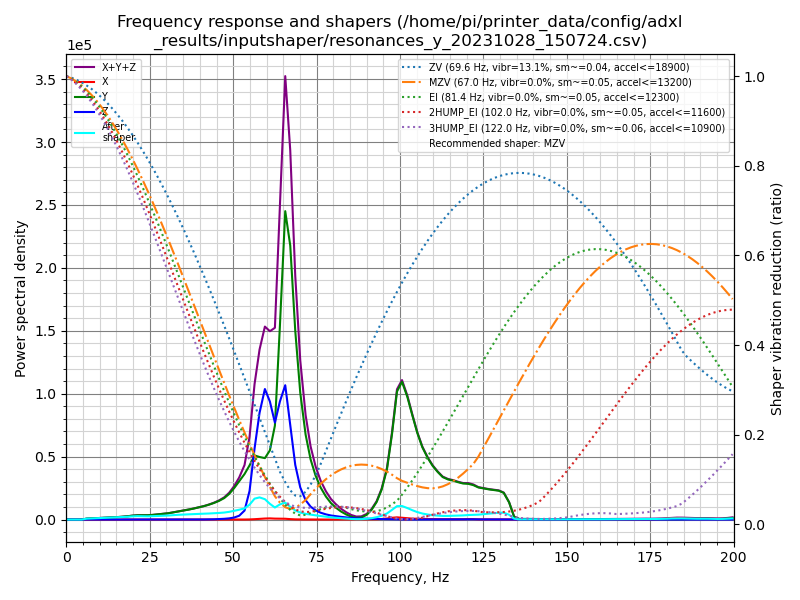 Frequency response and shapers (/home/pi/printer_data/config/adxl
_results/inputshaper/resonances_y_20231028_150724.csv)
1e5
X+Y+Z
X
Y
Z
After
shaper
ZV (69.6 Hz, vibr=13.1%, sm~=0.04, accel<=18900)
MZV (67.0 Hz, vibr=0.0%, sm~=0.05, accel<=13200)
EI (81.4 Hz, vibr=0.0%, sm~=0.05, accel<=12300)
2HUMP_EI (102.0 Hz, vibr=0.0%, sm~=0.05, accel<=11600)
3HUMP_EI (122.0 Hz, vibr=0.0%, sm~=0.06, accel<=10900)
Recommended shaper: MZV
Power spectral density
3.5
3.0
2.5
2.0
1.5
1.0
0.5
0.0
1.0
0.8
0.6
0.4
0.2
0.0
Shaper vibration reduction (ratio)
0 25 50 75 100 125 150 175 200
Frequency, Hz